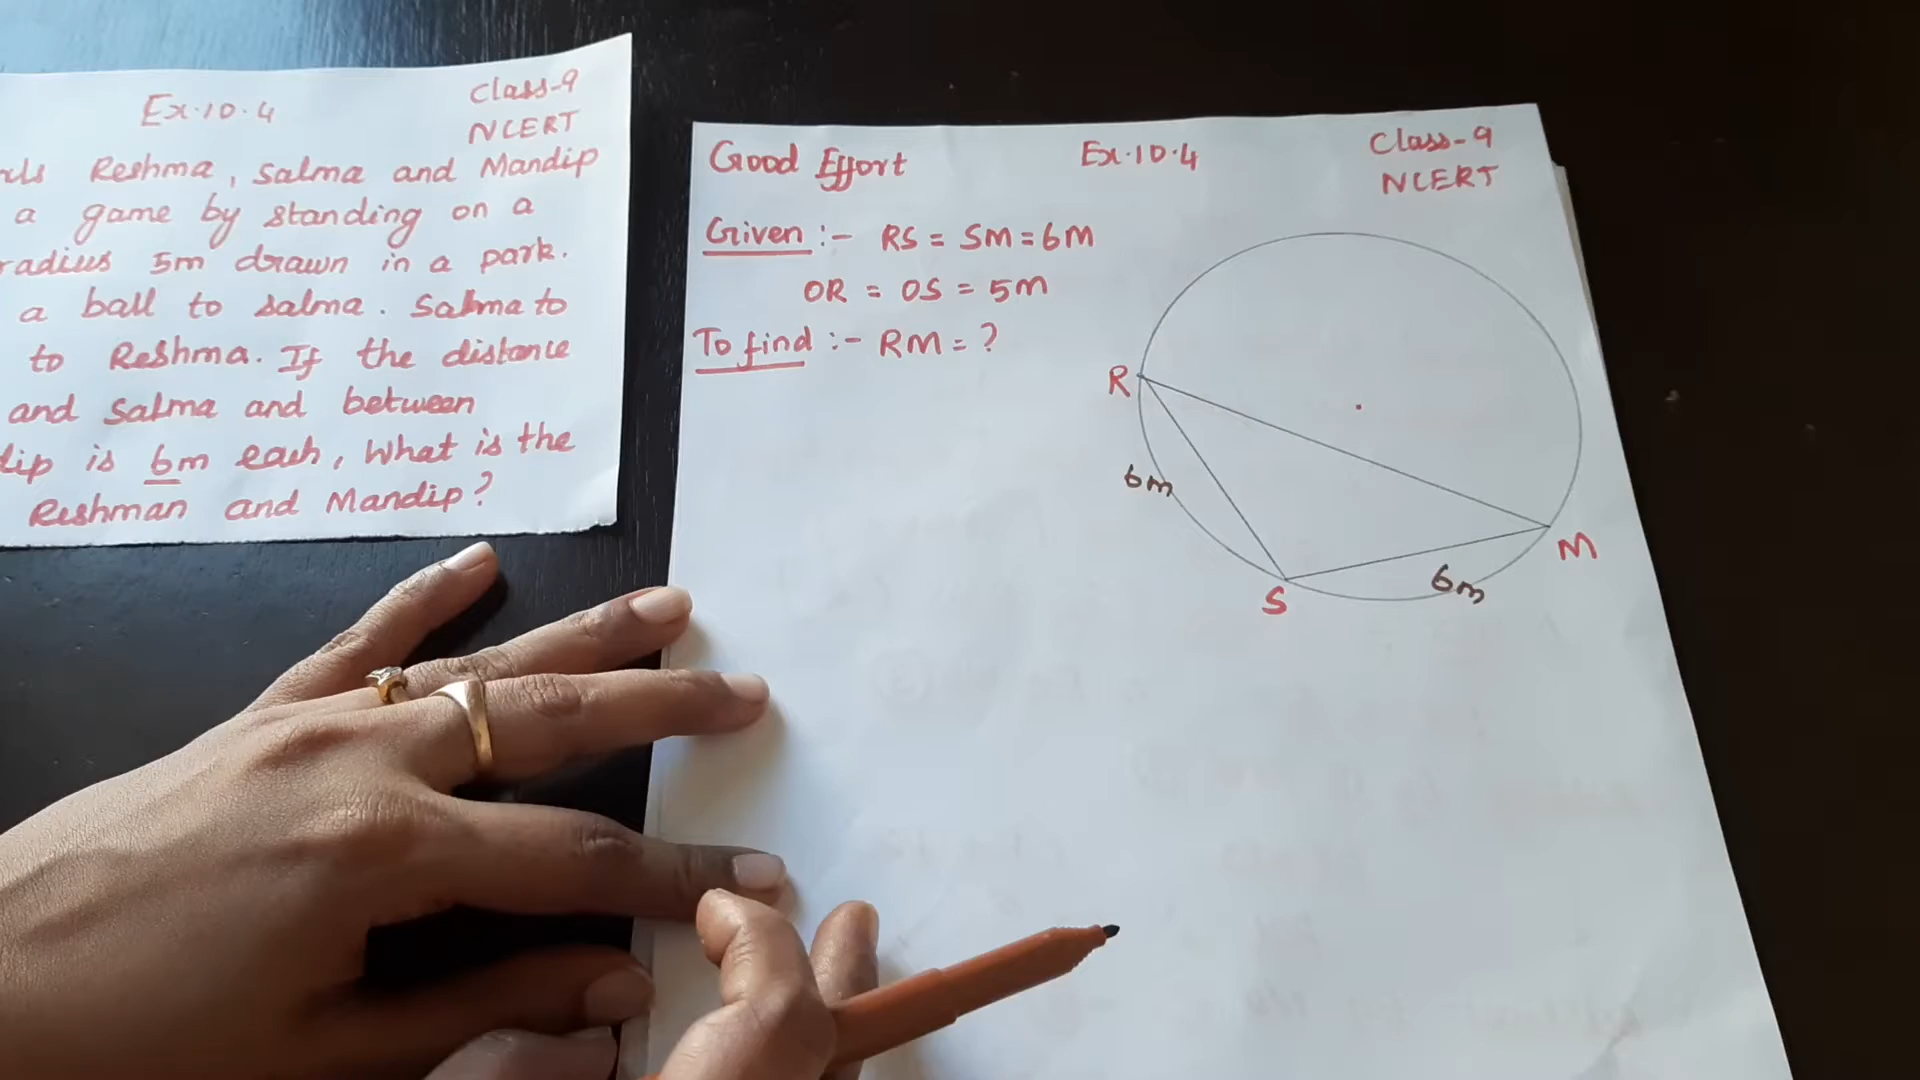 Ex.10.4
Class-9
NCERT
Reshma, Salma and Mandip
a game by standing on a
radius 5m drawn in a park.
a ball to Salma. Salma to
to Reshma. If the distance
and Salma and between
is 6m each, What is the
Reshman and Mandip?
Good Effort
Ex.10.4
Class-9
NCERT
Given :- RS = SM = 6M
OR = OS = 5M
To find :- RM = ?
R
6m
S
6m
M